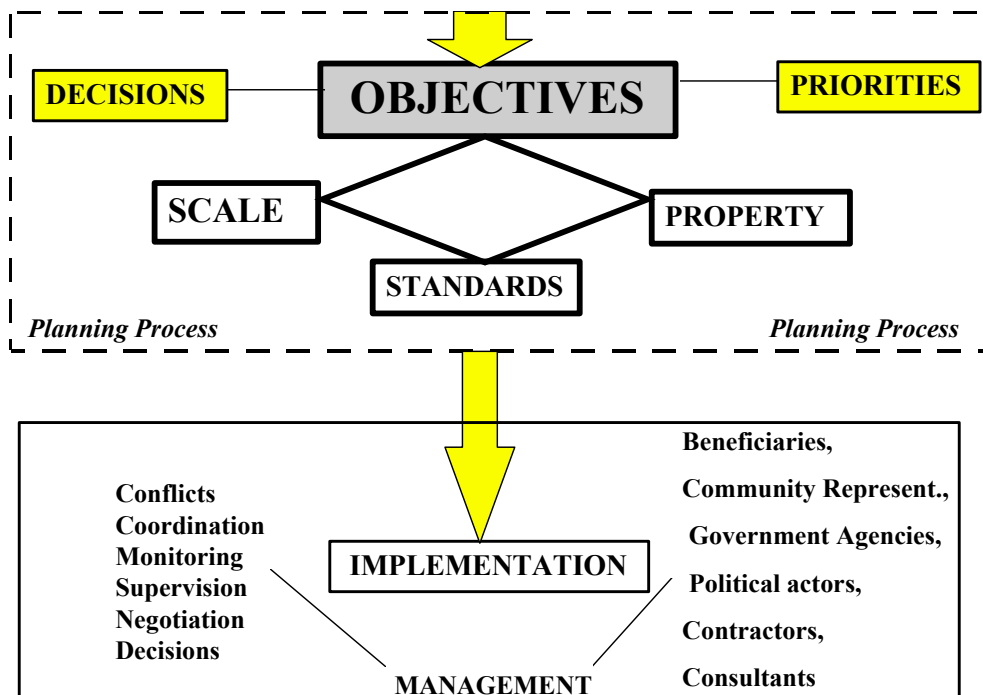 DECISIONS
OBJECTIVES
PRIORITIES
SCALE
PROPERTY
STANDARDS
Planning Process
Planning Process
Conflicts
Coordination
Monitoring
Supervision
Negotiation
Decisions
IMPLEMENTATION
Beneficiaries,
Community Represent.,
Government Agencies,
Political actors,
Contractors,
Consultants
MANAGEMENT